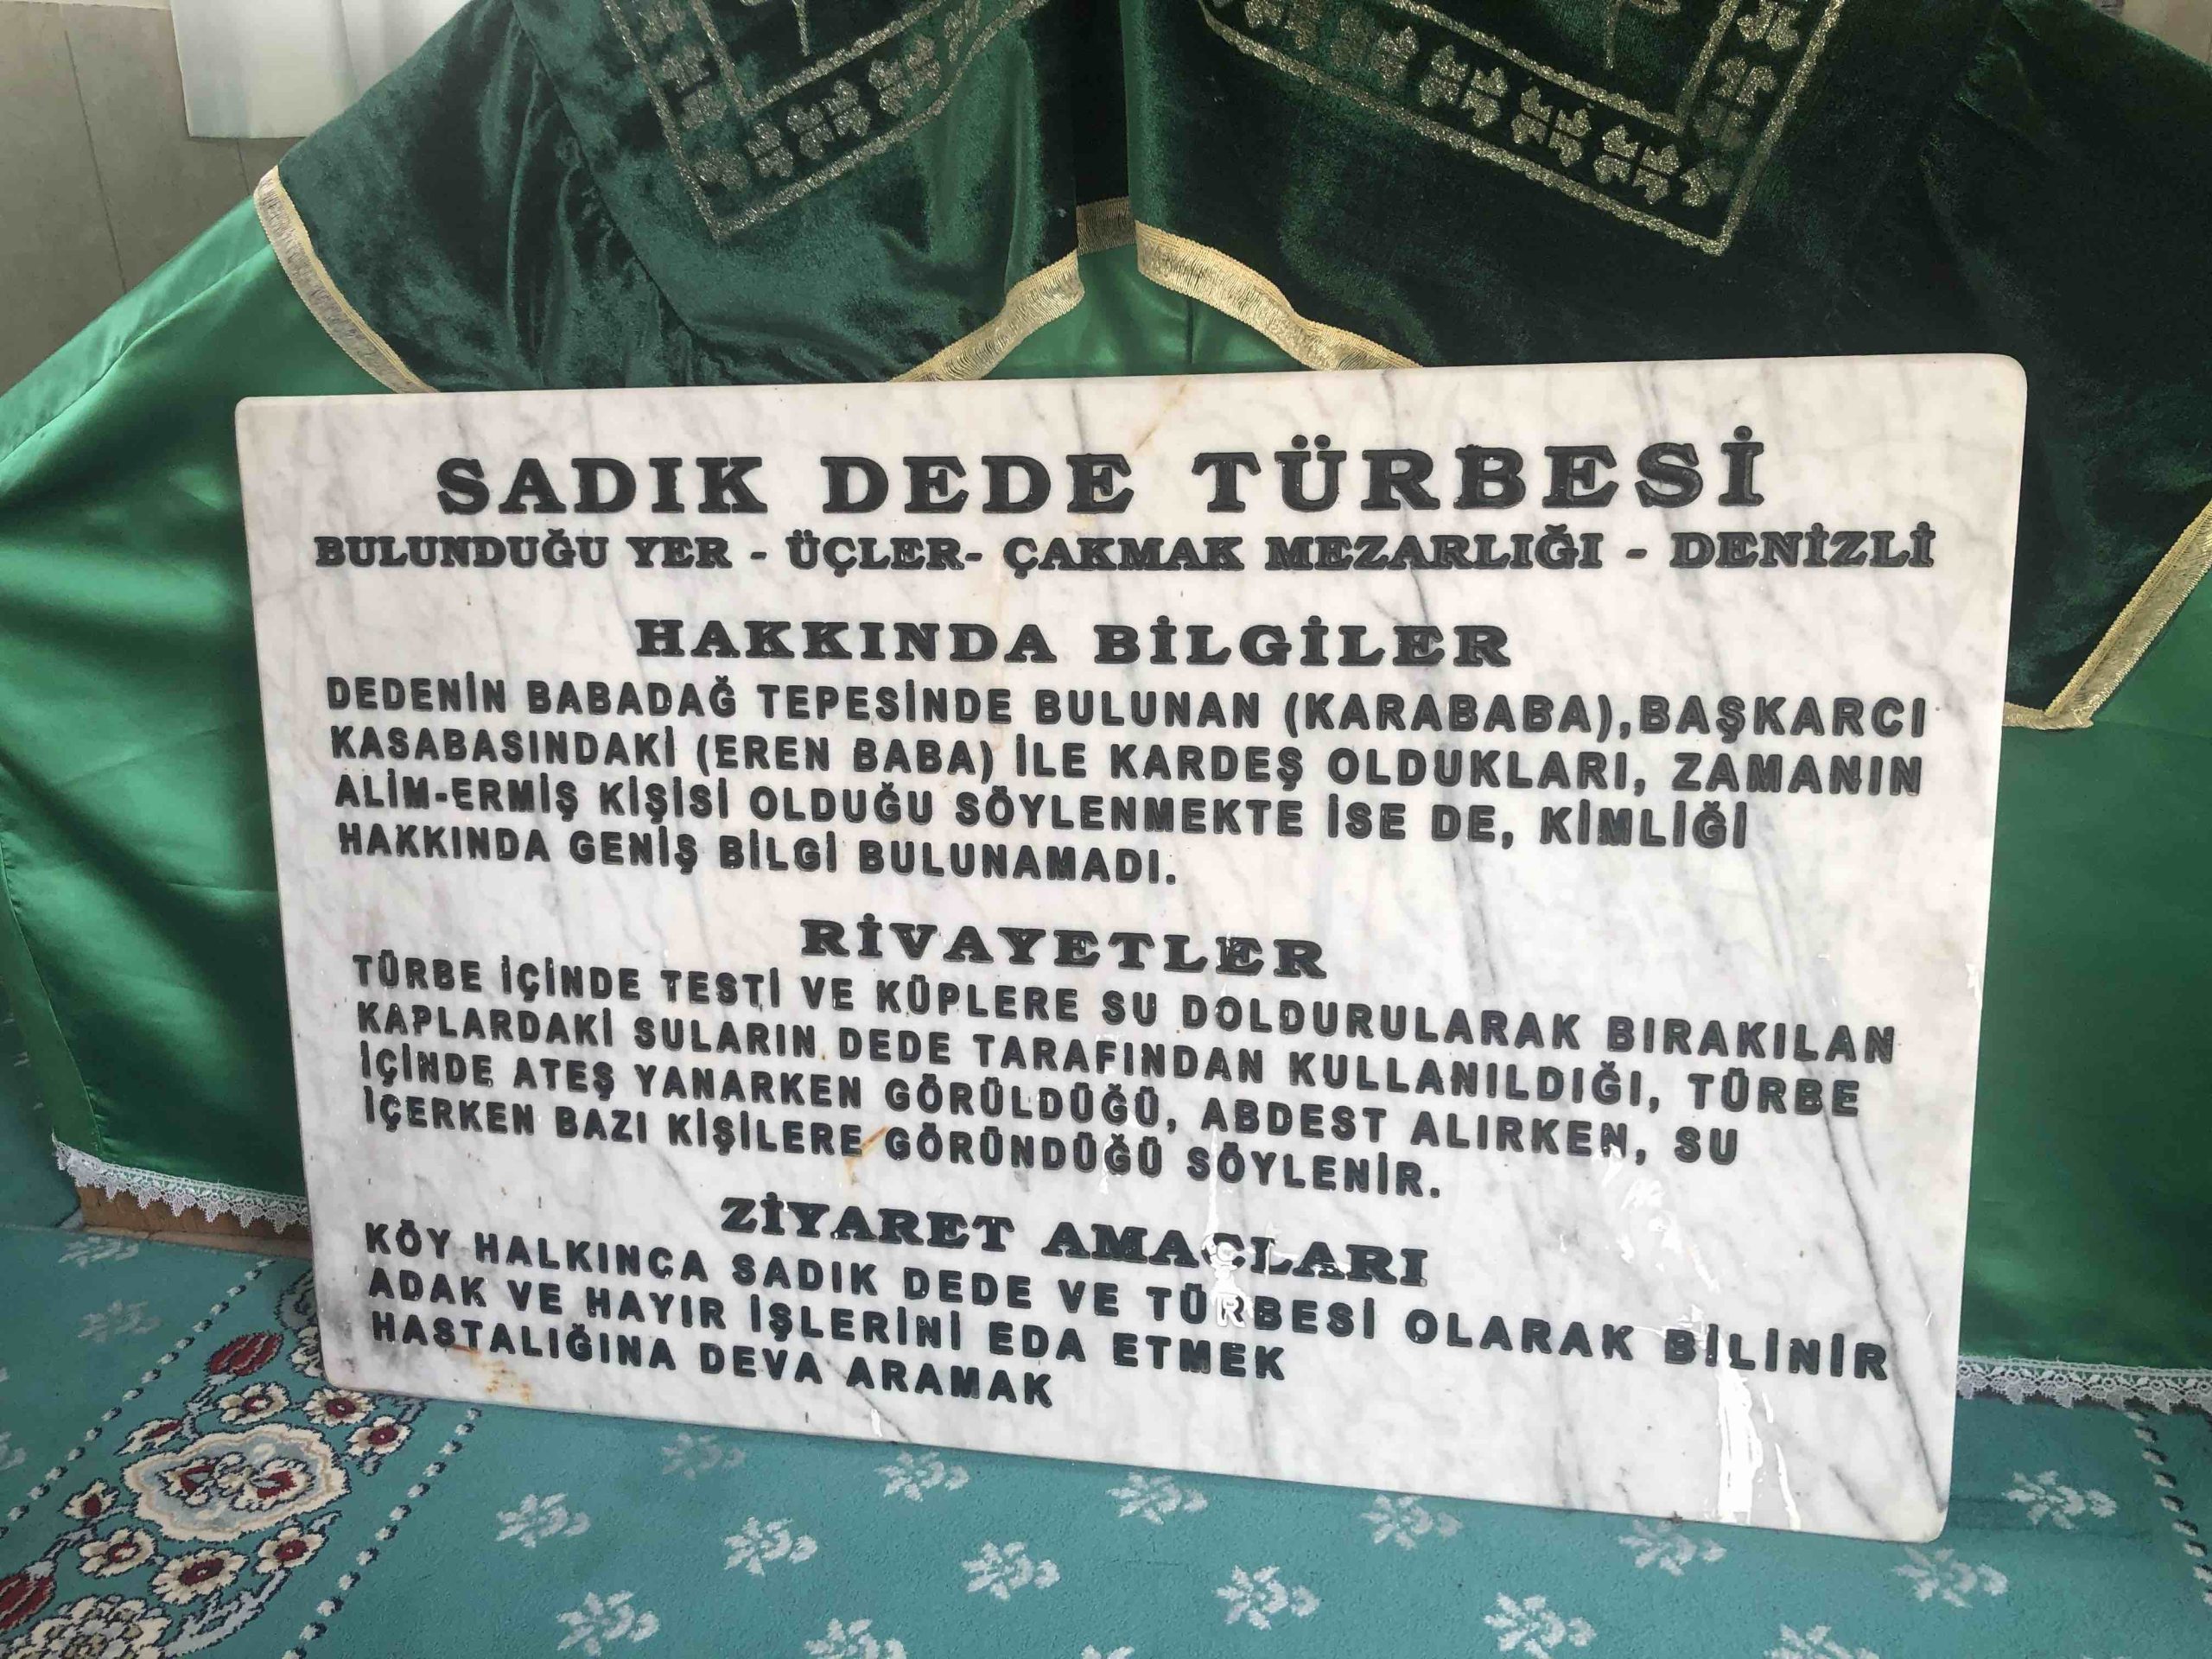 SADIK DEDE TÜRBESİ
BULUNDUĞU YER - ÜÇLER- ÇAKMAK MEZARLIĞI - DENİZLİ
HAKKINDA BİLGİLER
DEDENİN BABADAĞ TEPESİNDE BULUNAN (KARABABA),BAŞKARCI
KASABASINDAKİ (EREN BABA) İLE KARDEŞ OLDUKLARI, ZAMANIN
ALİM-ERMİŞ KİŞİSİ OLDUĞU SÖYLENMEKTE İSE DE, KİMLİĞİ
HAKKINDA GENİŞ BİLGİ BULUNAMADI.
RİVAYETLER
TÜRBE İÇİNDE TESTİ VE KÜPLERE SU DOLDURULARAK BIRAKILAN
KAPLARDAKİ SULARIN DEDE TARAFINDAN KULLANILDIĞI, TÜRBE
İÇİNDE ATEŞ YANARKEN GÖRÜLDÜĞÜ, ABDEST ALIRKEN, SU
İÇERKEN BAZI KİŞİLERE GÖRÜNDÜĞÜ SÖYLENİR.
ZİYARET AMAÇLARI
KÖY HALKINCA SADIK DEDE VE TÜRBESİ OLARAK BİLİNİR
ADAK VE HAYIR İŞLERİNİ EDA ETMEK
HASTALIĞINA DEVA ARAMAK